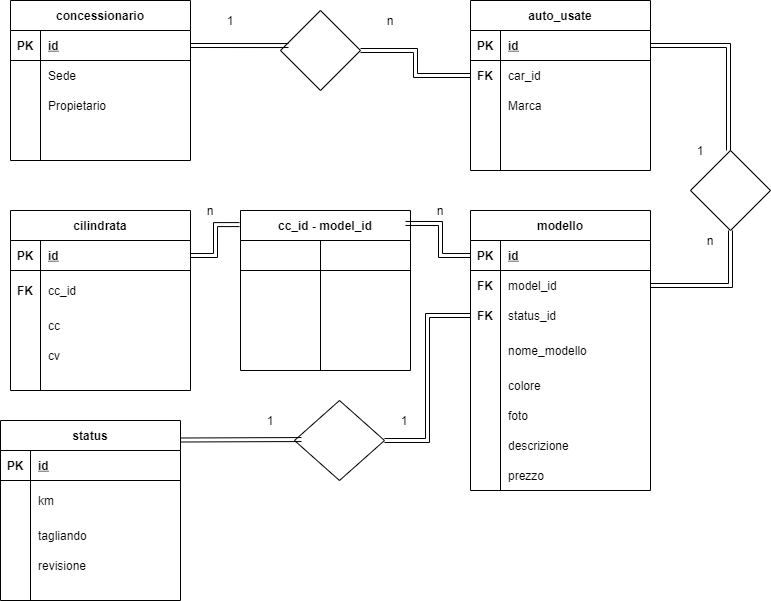 concessionario
PK id
Sede
Propietario
1
n
auto_usate
PK id
FK car_id
Marca
1
n
cilindrata
PK id
FK cc_id
cc
cv
n
cc_id - model_id
n
modello
PK id
FK model_id
FK status_id
nome_modello
colore
foto
descrizione
prezzo
status
PK id
km
tagliando
revisione
1
1